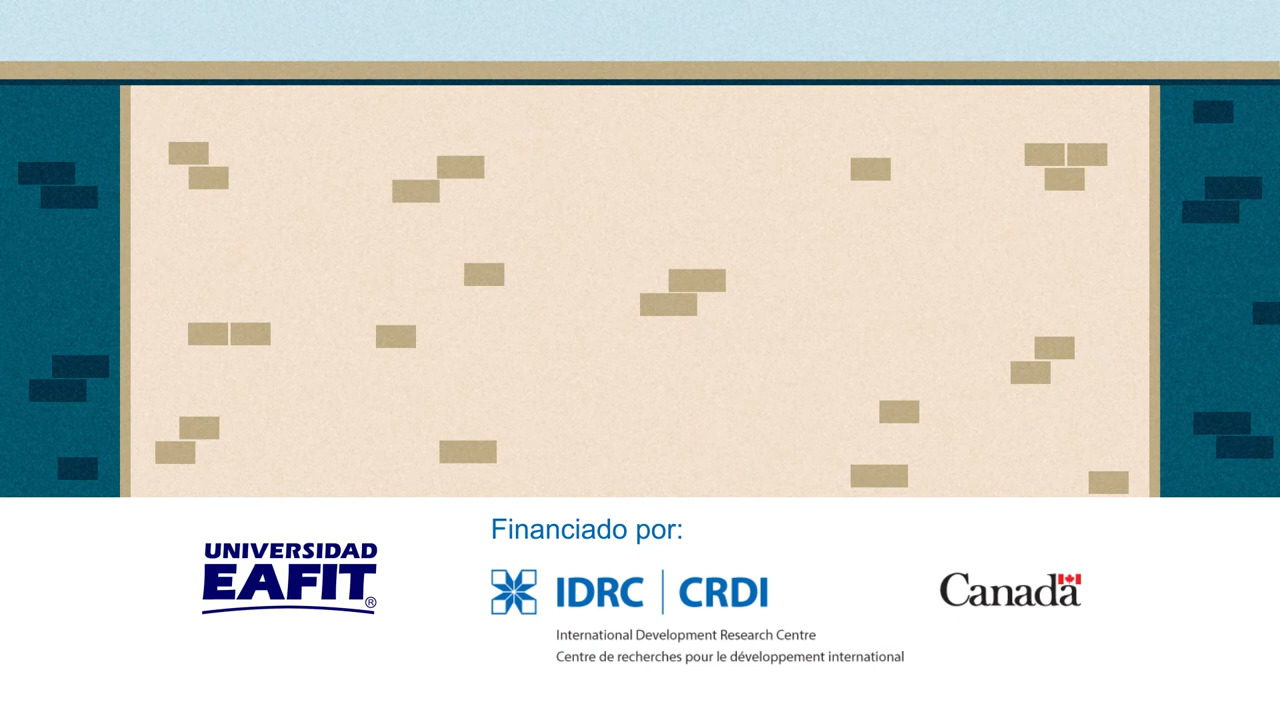 Financiado por:
UNIVERSIDAD
EAFIT®
IDRC | CRDI
Canada
International Development Research Centre
Centre de recherches pour le développement international